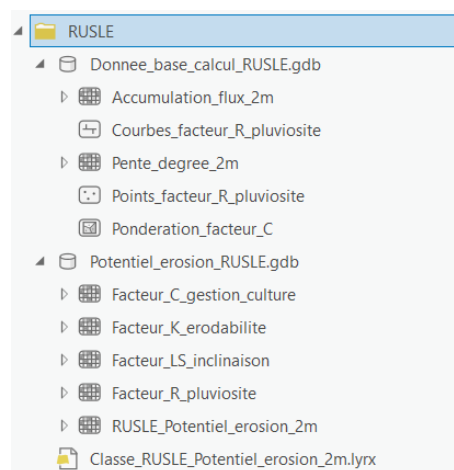 RUSLE
Donnee_base_calcul_RUSLE.gdb
Accumulation_flux_2m
Courbes_facteur_R_pluviosite
Pente_degree_2m
Points_facteur_R_pluviosite
Ponderation_facteur_C
Potentiel_erosion_RUSLE.gdb
Facteur_C_gestion_culture
Facteur_K_erodabilite
Facteur_LS_inclinaison
Facteur_R_pluviosite
RUSLE_Potentiel_erosion_2m
Classe_RUSLE_Potentiel_erosion_2m.lyrx